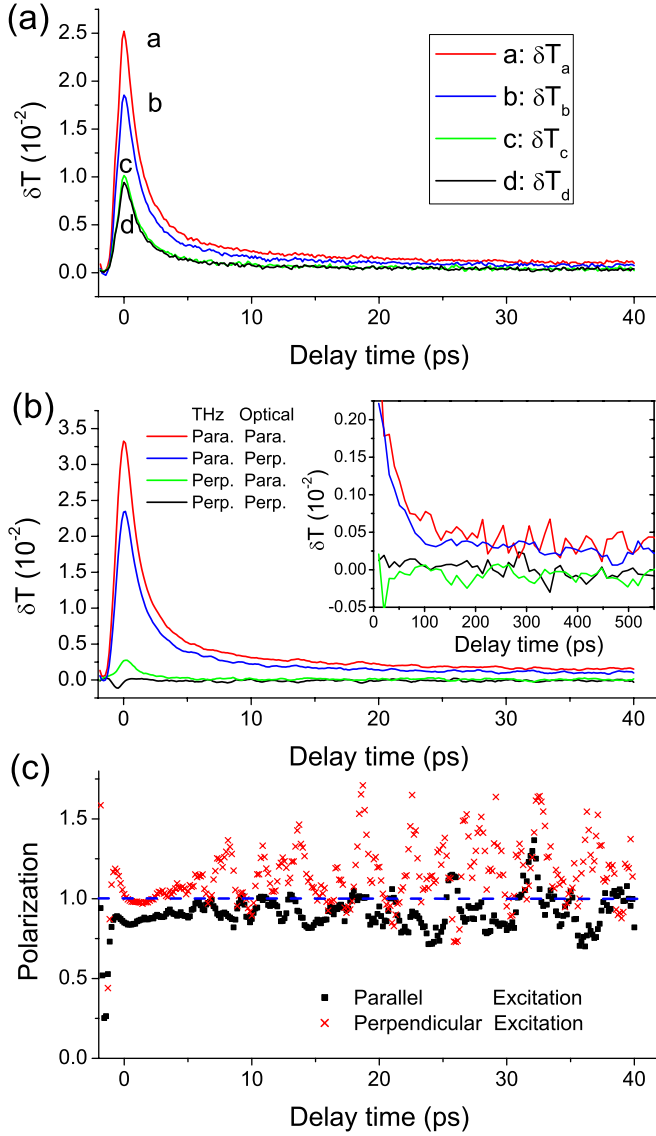 (a)
2.5
2.0
1.5
1.0
0.5
0.0
δT (10⁻²)
a
b
c
d
a: δTₐ
b: δT_b
c: δT_c
d: δT_d
0 10 20 30 40
Delay time (ps)
(b)
3.5
3.0
2.5
2.0
1.5
1.0
0.5
0.0
δT (10⁻²)
THz Optical
Para. Para.
Para. Perp.
Perp. Para.
Perp. Perp.
0.20
0.15
0.10
0.05
0.00
-0.05
δT (10⁻²)
0 100 200 300 400 500
Delay time (ps)
0 10 20 30 40
Delay time (ps)
(c)
1.5
1.0
0.5
0.0
Polarization
Parallel Excitation
Perpendicular Excitation
0 10 20 30 40
Delay time (ps)